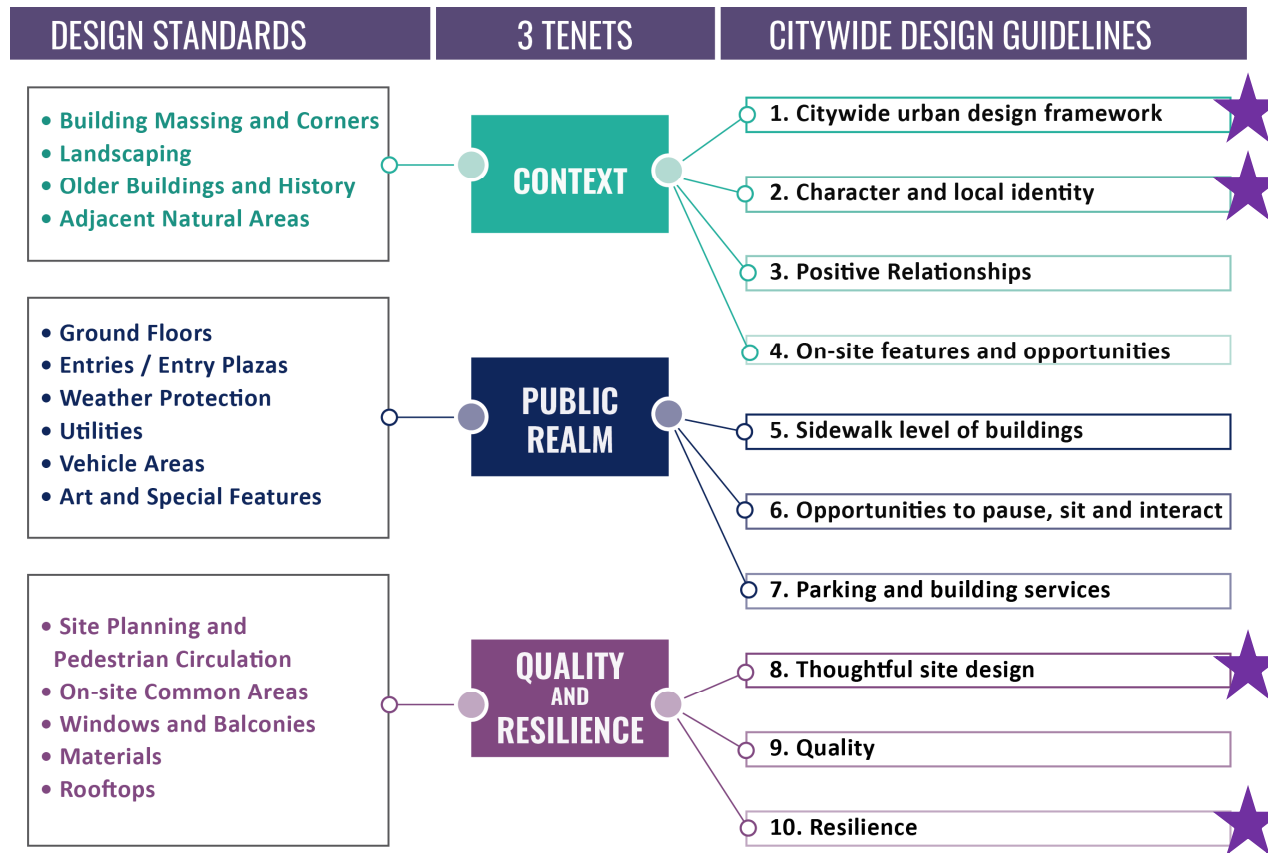 DESIGN STANDARDS
3 TENETS
CITYWIDE DESIGN GUIDELINES
• Building Massing and Corners
• Landscaping
• Older Buildings and History
• Adjacent Natural Areas
CONTEXT
1. Citywide urban design framework
2. Character and local identity
3. Positive Relationships
4. On-site features and opportunities
• Ground Floors
• Entries / Entry Plazas
• Weather Protection
• Utilities
• Vehicle Areas
• Art and Special Features
PUBLIC
REALM
5. Sidewalk level of buildings
6. Opportunities to pause, sit and interact
7. Parking and building services
• Site Planning and
Pedestrian Circulation
• On-site Common Areas
• Windows and Balconies
• Materials
• Rooftops
QUALITY
AND
RESILIENCE
8. Thoughtful site design
9. Quality
10. Resilience